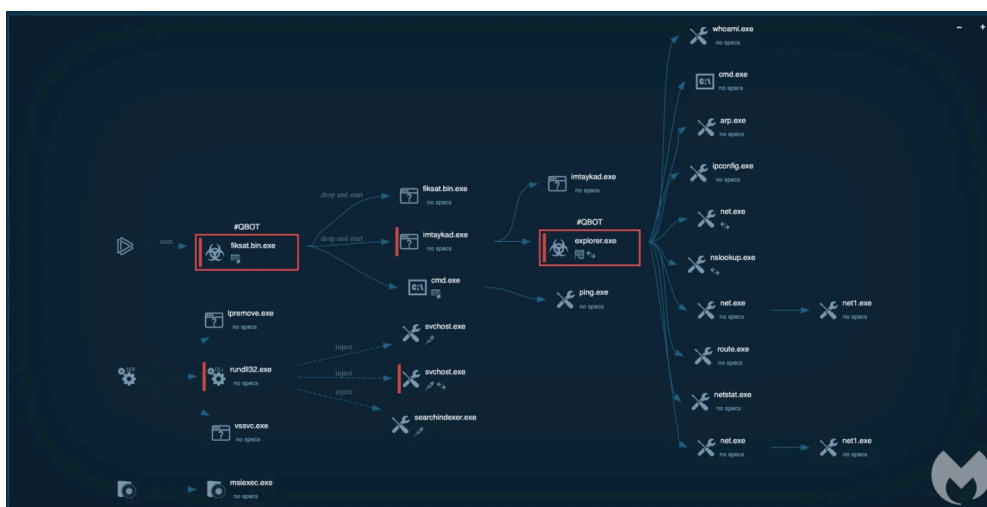 whoami.exe
no specs
cmd.exe
no specs
arp.exe
no specs
ipconfig.exe
no specs
fiksat.bin.exe
no specs
imtaykad.exe
no specs
drop and start
#QBOT
fiksat.bin.exe
start
drop and start
imtaykad.exe
no specs
#QBOT
explorer.exe
net.exe
nslookup.exe
cmd.exe
ping.exe
no specs
net.exe
no specs
net1.exe
no specs
lpremove.exe
no specs
svchost.exe
inject
route.exe
no specs
SER
DLL
rundll32.exe
no specs
inject
svchost.exe
inject
netstat.exe
no specs
searchindexer.exe
vssvc.exe
no specs
net.exe
no specs
net1.exe
no specs
msiexec.exe
no specs